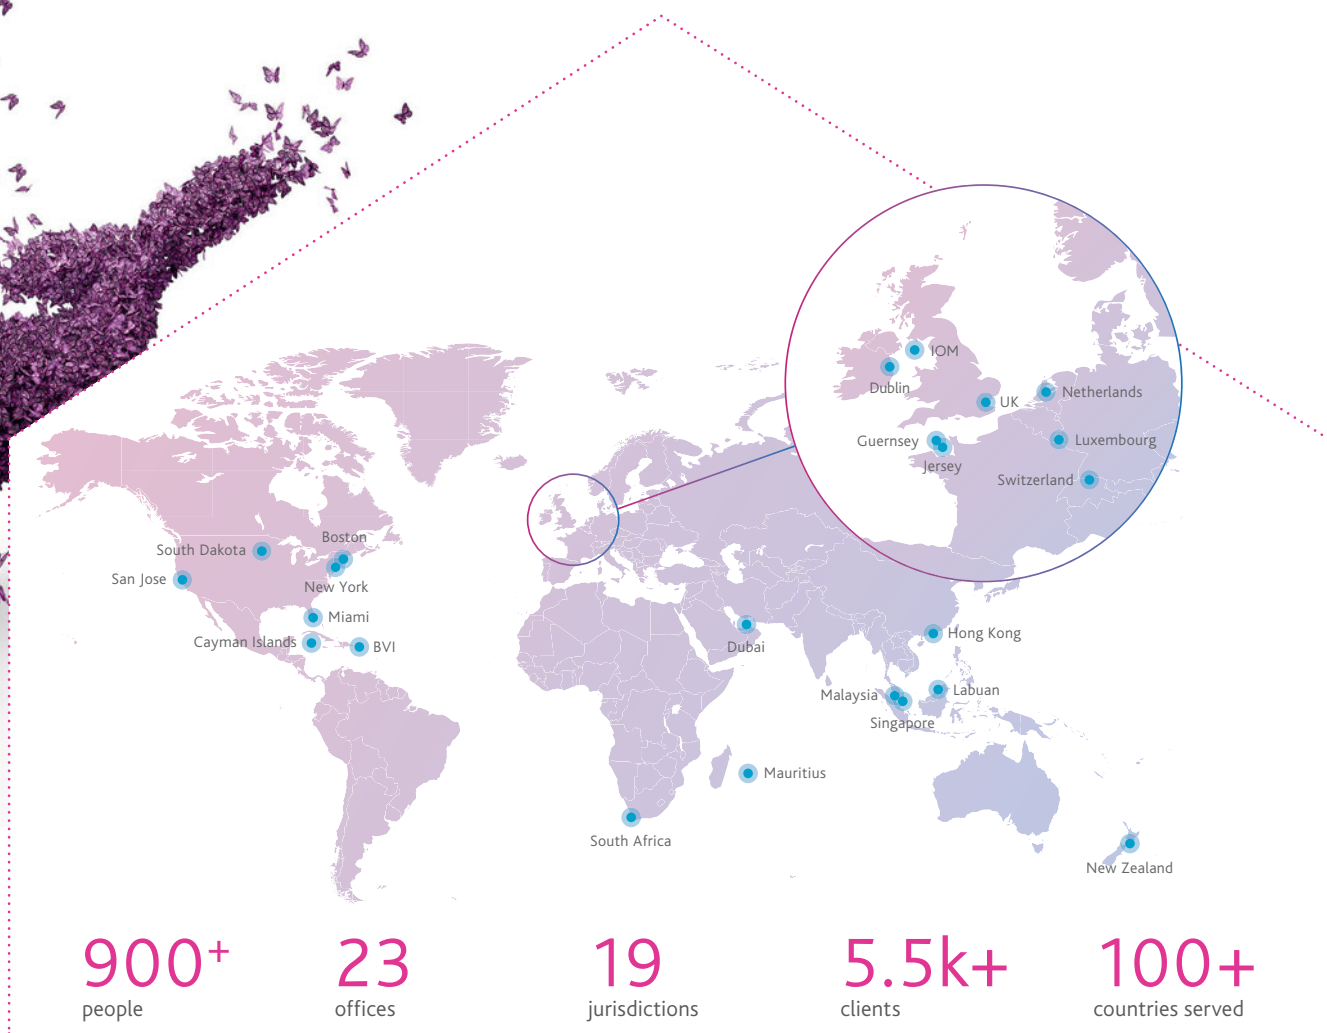 IOM
Dublin
UK
Netherlands
Guernsey
Luxembourg
Jersey
Switzerland
Boston
South Dakota
San Jose
New York
Miami
Cayman Islands
BVI
Hong Kong
Dubai
Malaysia
Labuan
Singapore
Mauritius
South Africa
New Zealand
900+
people
23
offices
19
jurisdictions
5.5k+
clients
100+
countries served